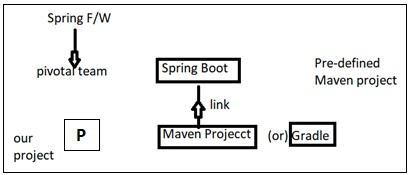 Spring F/W
pivotal team
Spring Boot
Pre-defined
Maven project
link
our
project
P
Maven Projecct
(or)
Gradle